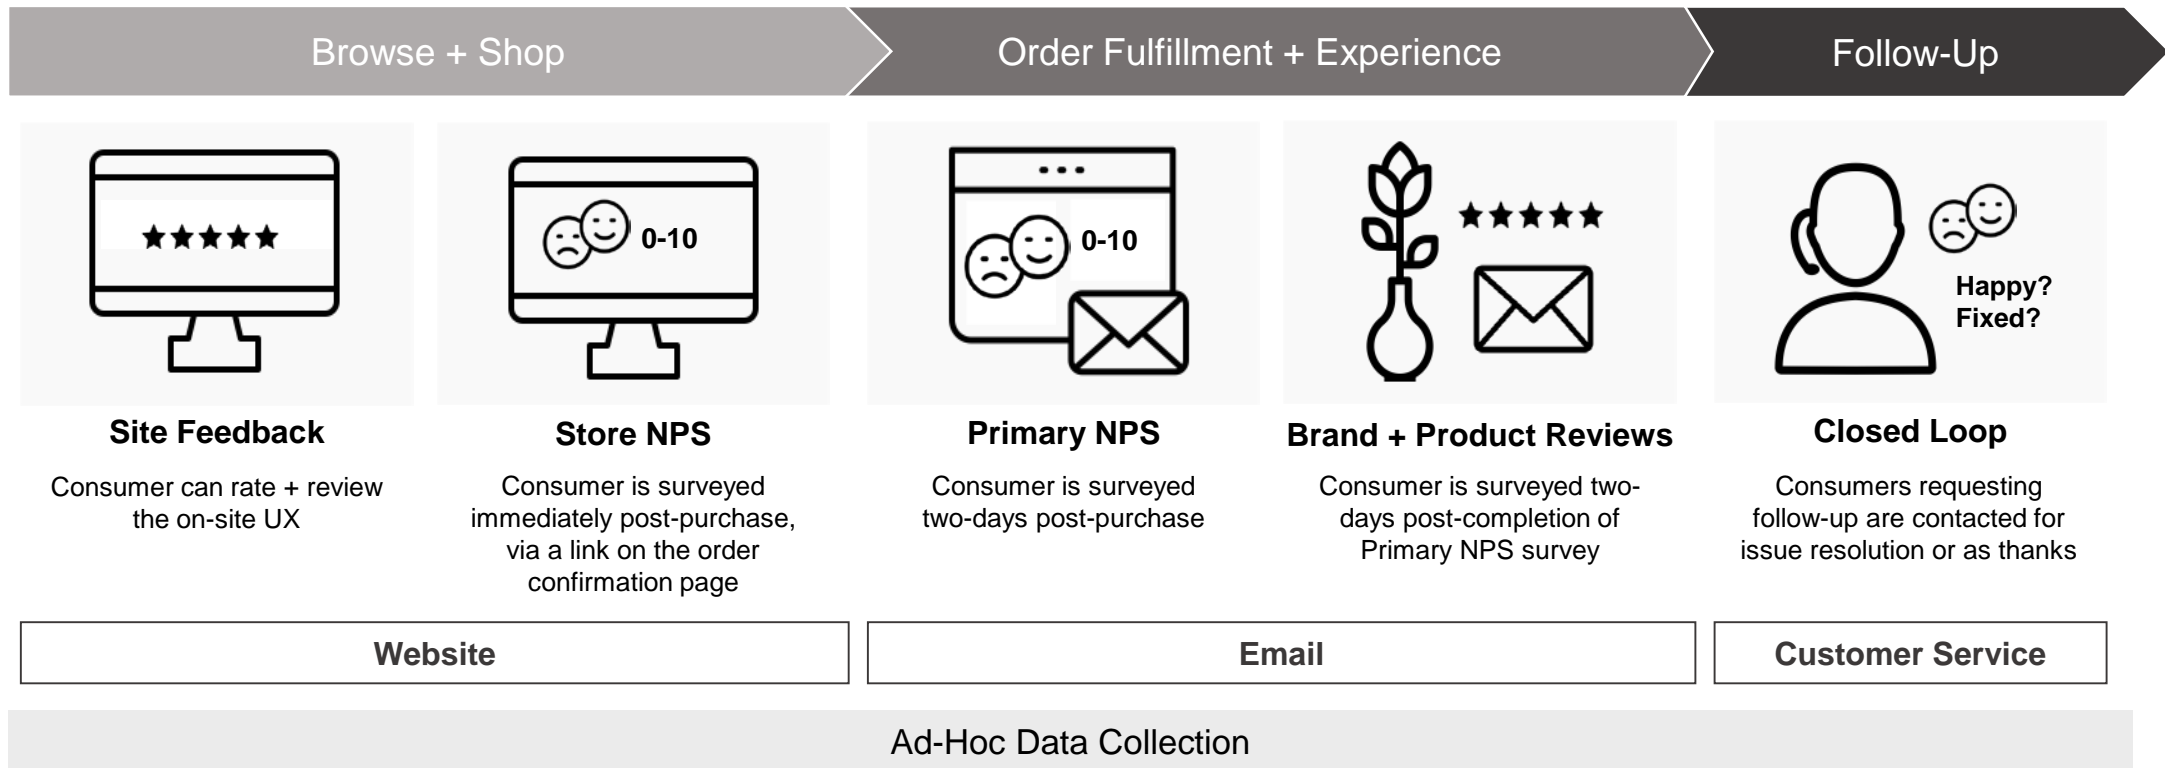 Browse + Shop
Order Fulfillment + Experience
Follow-Up
0-10
0-10
Happy?
Fixed?
Site Feedback
Consumer can rate + review
the on-site UX
Store NPS
Consumer is surveyed
immediately post-purchase,
via a link on the order
confirmation page
Primary NPS
Consumer is surveyed
two-days post-purchase
Brand + Product Reviews
Consumer is surveyed two-
days post-completion of
Primary NPS survey
Closed Loop
Consumers requesting
follow-up are contacted for
issue resolution or as thanks
Website
Email
Customer Service
Ad-Hoc Data Collection